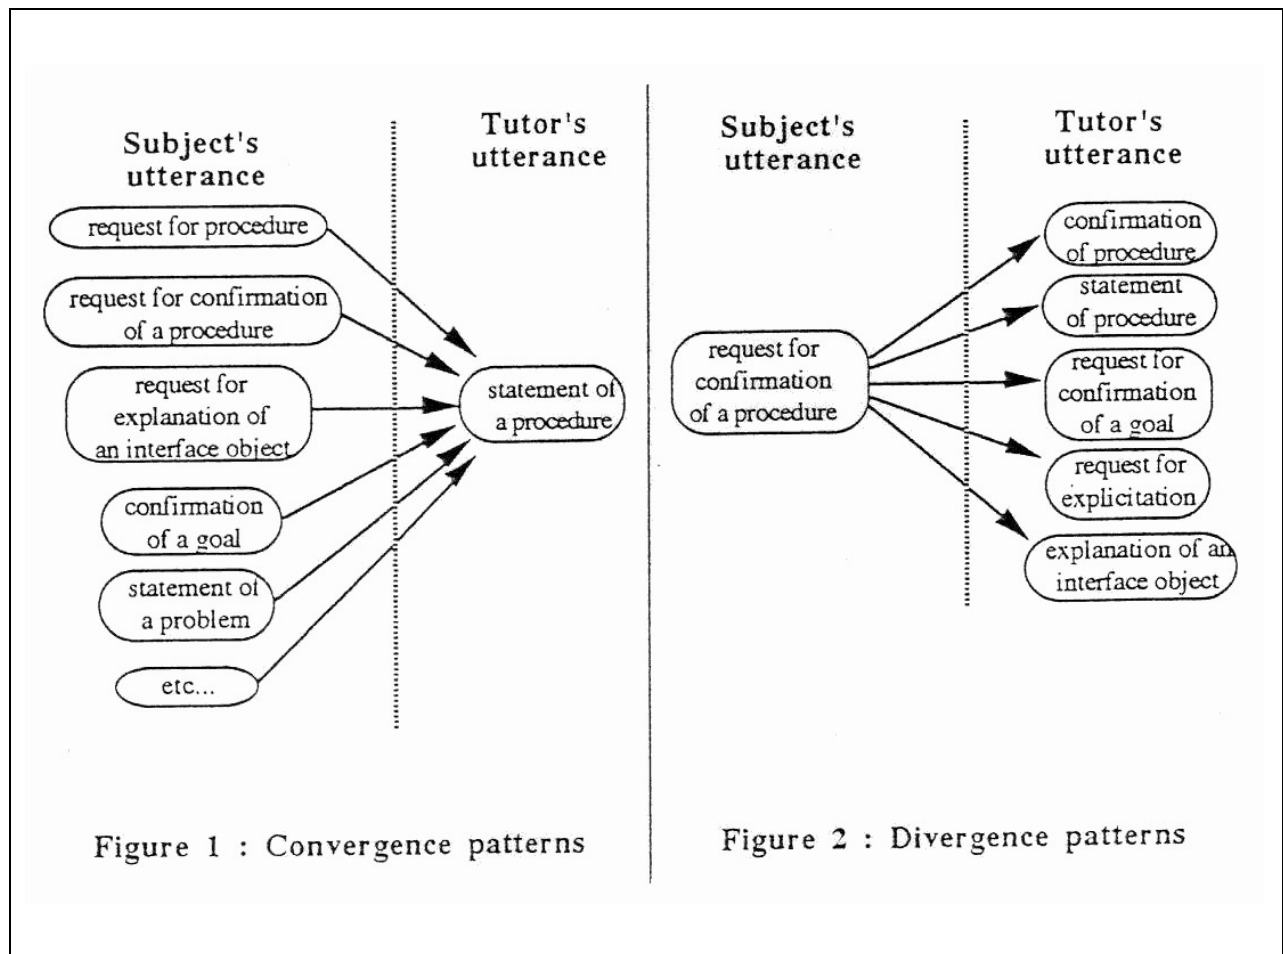 Subject's
utterance
Tutor's
utterance
request for procedure
request for confirmation
of a procedure
request for
explanation of
an interface object
confirmation
of a goal
statement of
a problem
etc...
statement of
a procedure
Figure 1 : Convergence patterns
Subject's
utterance
Tutor's
utterance
request for
confirmation
of a procedure
confirmation
of procedure
statement
of procedure
request for
confirmation
of a goal
request for
explicitation
explanation of an
interface object
Figure 2 : Divergence patterns